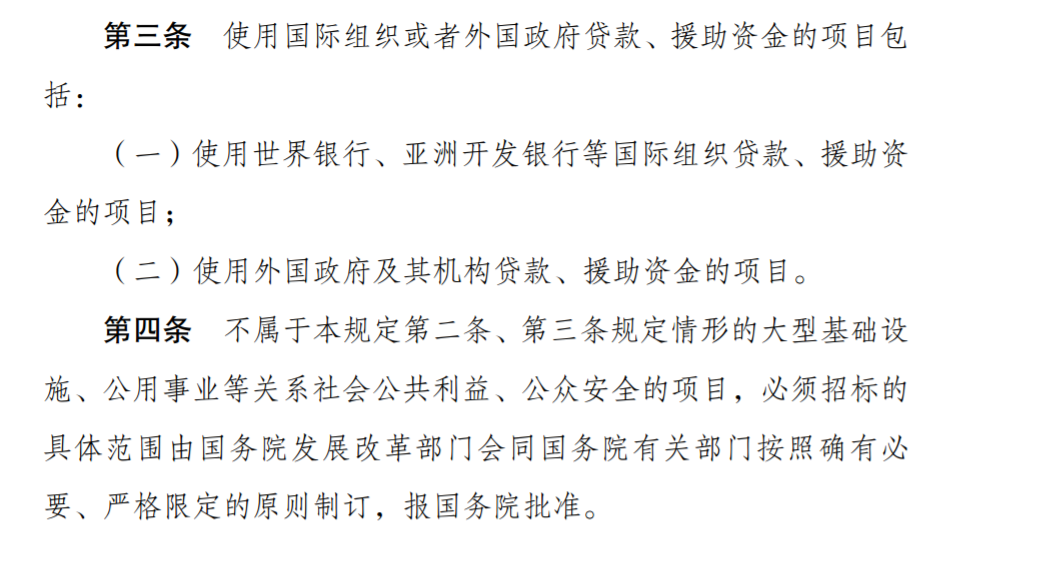 第三条 使用国际组织或者外国政府贷款、援助资金的项目包
括：
（一）使用世界银行、亚洲开发银行等国际组织贷款、援助资
金的项目；
（二）使用外国政府及其机构贷款、援助资金的项目。
第四条 不属于本规定第二条、第三条规定情形的大型基础设
施、公用事业等关系社会公共利益、公众安全的项目，必须招标的
具体范围由国务院发展改革部门会同国务院有关部门按照确有必
要、严格限定的原则制订，报国务院批准。